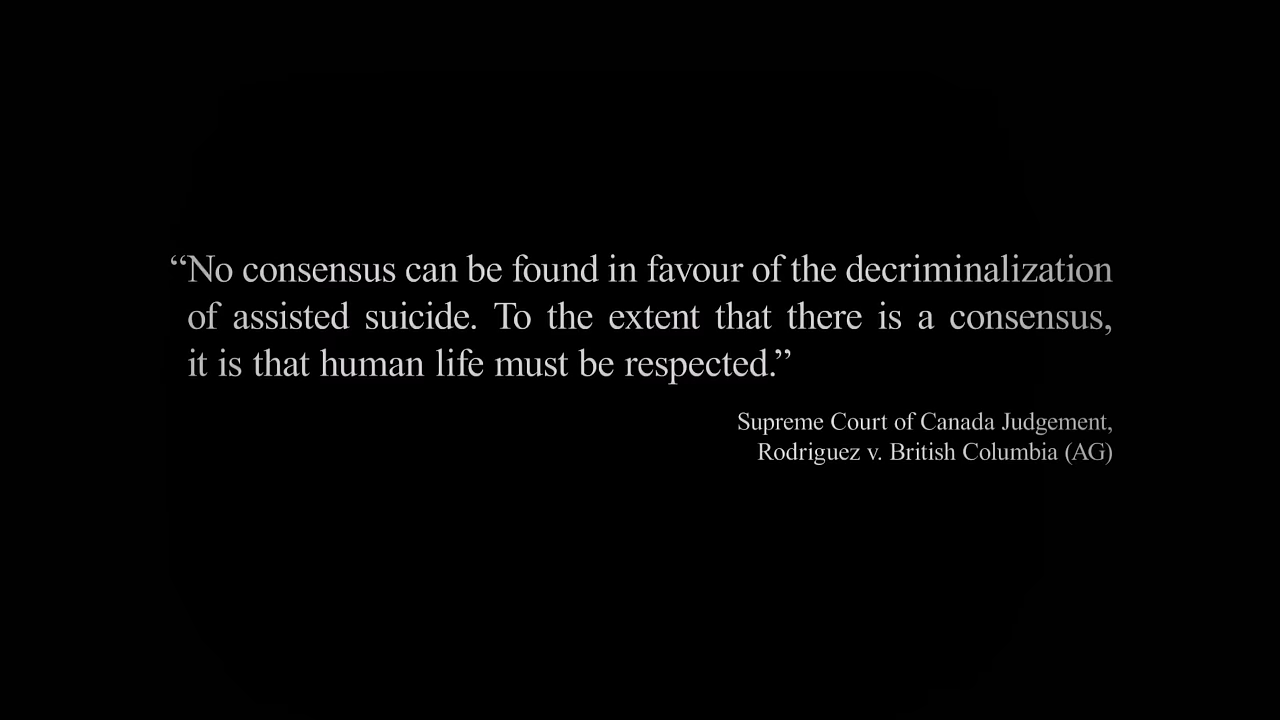 “No consensus can be found in favour of the decriminalization
of assisted suicide. To the extent that there is a consensus,
it is that human life must be respected.”
Supreme Court of Canada Judgement,
Rodriguez v. British Columbia (AG)